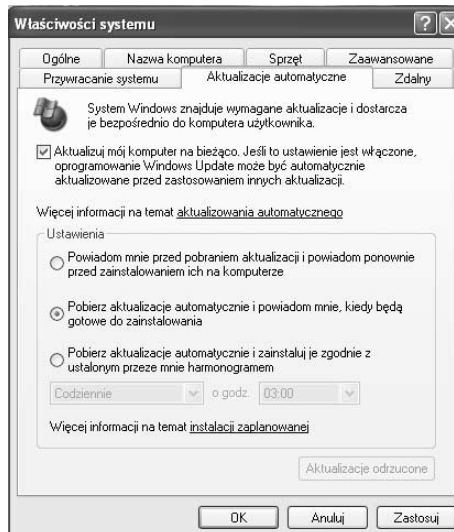 Właściwości systemu
Ogólne Nazwa komputera Sprzęt Zaawansowane
Przywracanie systemu Aktualizacje automatyczne Zdalny
System Windows znajduje wymagane aktualizacje i dostarcza
je bezpośrednio do komputera użytkownika.
Aktualizuj mój komputer na bieżąco. Jeśli to ustawienie jest włączone,
oprogramowanie Windows Update może być automatycznie
aktualizowane przed zastosowaniem innych aktualizacji.
Więcej informacji na temat aktualizowania automatycznego
Ustawienia
Powiadom mnie przed pobraniem aktualizacji i powiadom ponownie
przed zainstalowaniem ich na komputerze
Pobierz aktualizacje automatycznie i powiadom mnie, kiedy będą
gotowe do zainstalowania
Pobierz aktualizacje automatycznie i zainstaluj je zgodnie z
ustalonym przeze mnie harmonogramem
Codziennie o godz. 03:00
Więcej informacji na temat instalacji zaplanowanej
Aktualizacje odrzucone
OK Anuluj Zastosuj